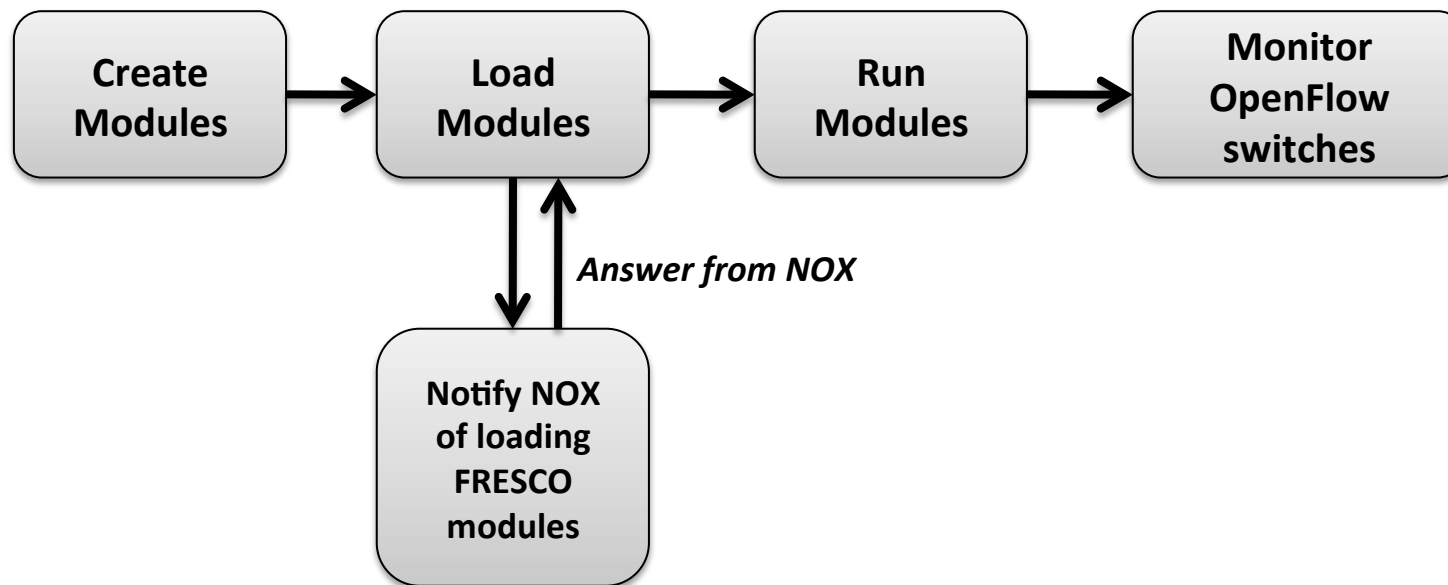 Create
Modules
Load
Modules
Run
Modules
Monitor
OpenFlow
switches
Answer from NOX
Notify NOX
of loading
FRESCO
modules